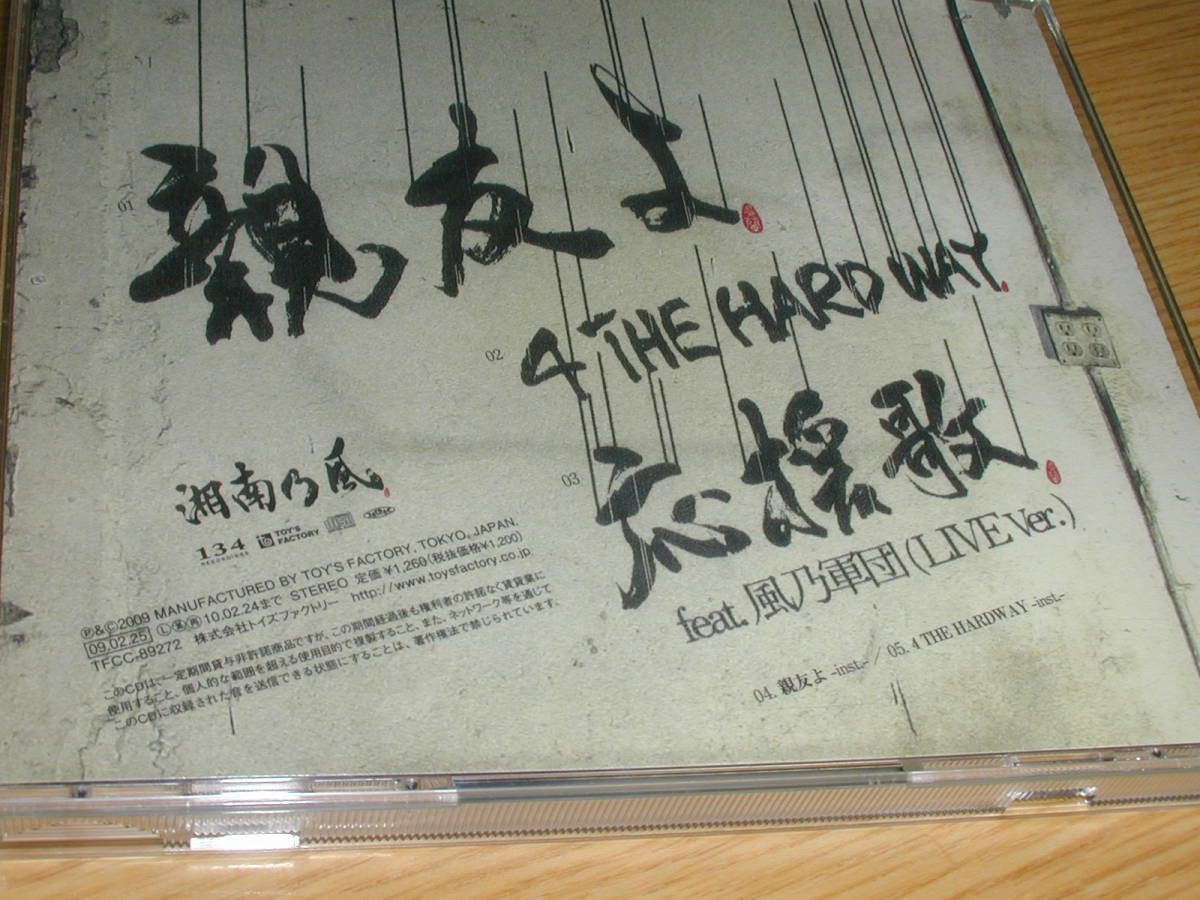 01 親友よ
02 4 THE HARD WAY
03 応援歌
feat. 風乃軍団 (LIVE Ver.)
04. 親友よ -inst.- / 05. 4 THE HARDWAY -inst-
湘南乃風
134
RECORDINGS
TOY'S
FACTORY
Ⓟ&©2009 MANUFACTURED BY TOY'S FACTORY, TOKYO, JAPAN.
09.02.25 10.02.24まで STEREO 定価¥1,260(税抜価格¥1,200)
TFCC-89272 株式会社トイズファクトリー http://www.toysfactory.co.jp
このCDは、一定期間貸与非許諾商品ですが、この期間経過後も権利者の許諾なく賃貸業に
使用すること、個人的な範囲を超える使用目的で複製すること、また、ネットワーク等を通じて
このCDに収録された音を送信できる状態にすることは、著作権法で禁じられています。